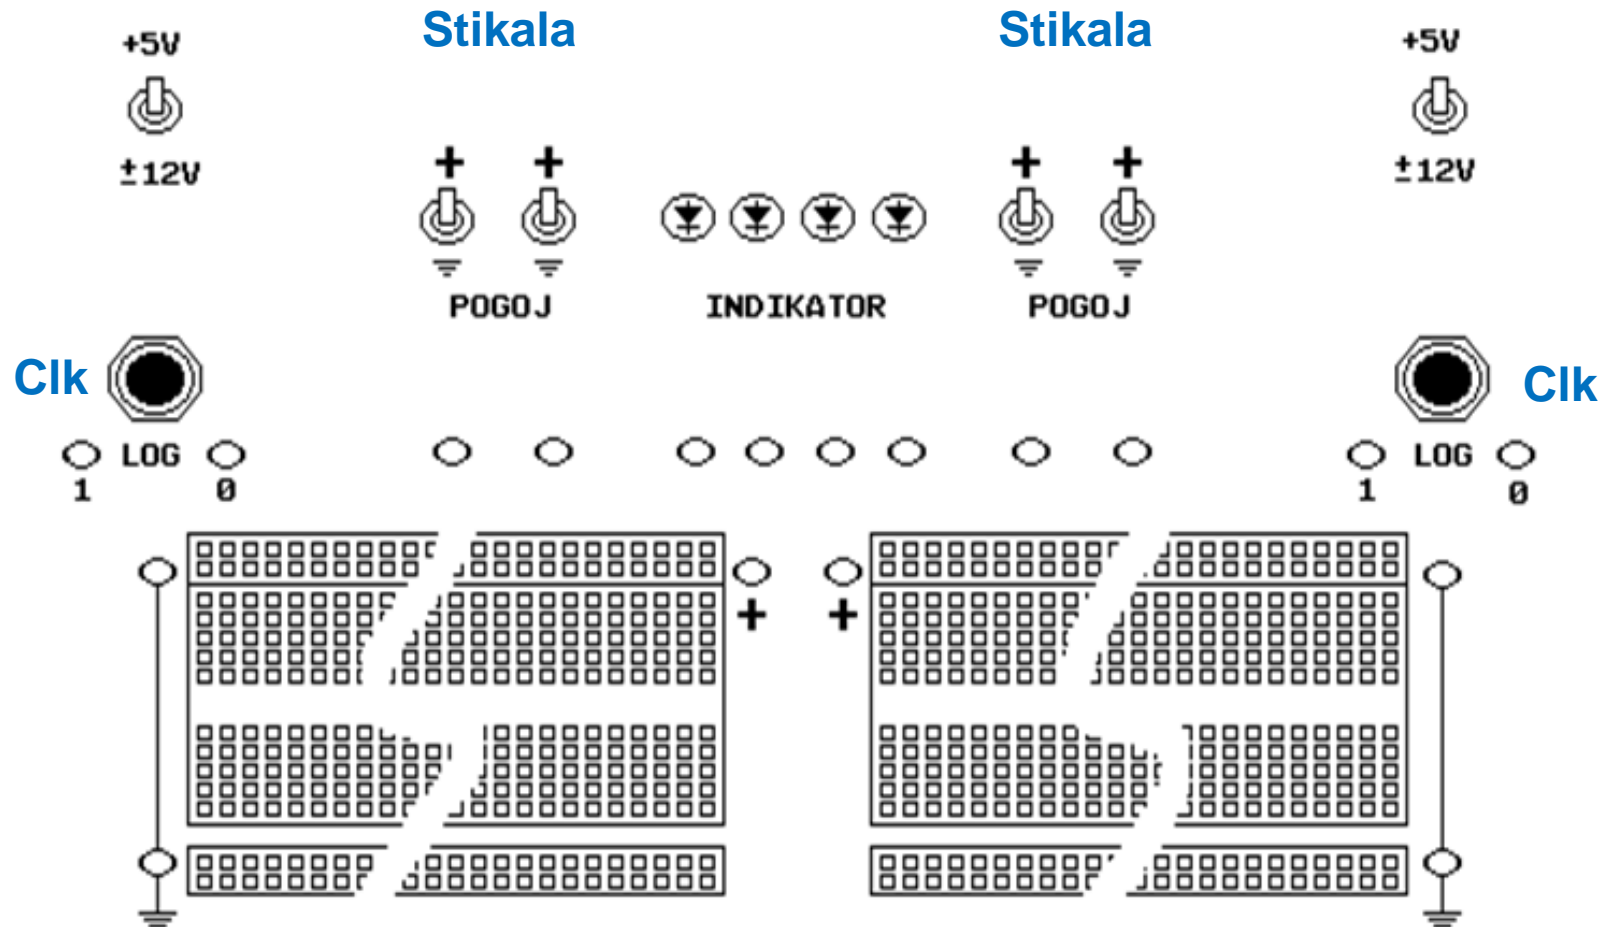 Stikala Stikala
+5V +5V
±12V ±12V
+ + + +
POGOJ INDIKATOR POGOJ
Clk Clk
LOG LOG
1 0 1 0
+ +